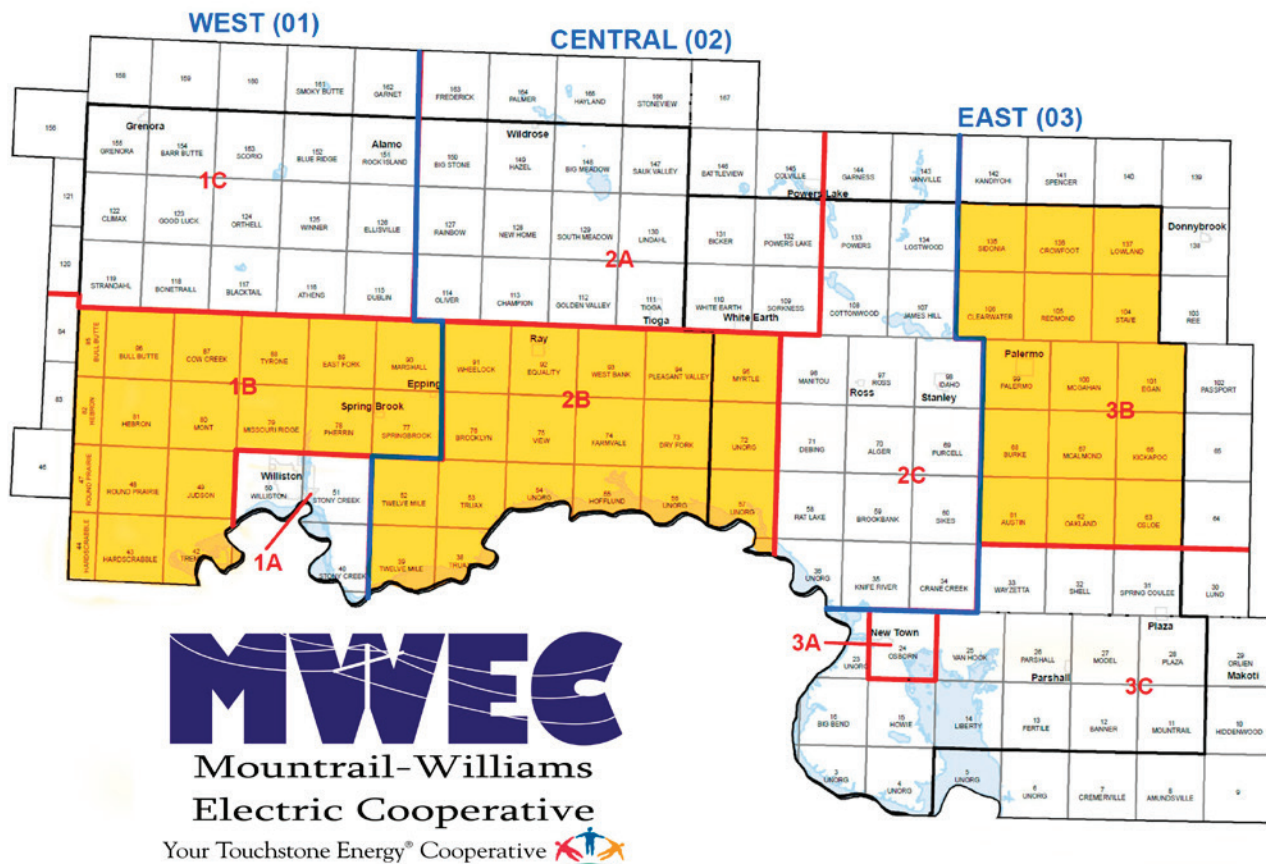 WEST (01)
CENTRAL (02)
EAST (03)
158
159
160
161
SMOKY BUTTE
162
GARNET
163
FREDERICK
164
PALMER
165
HAYLAND
166
STONEVIEW
167
156
Grenora
155
GRENORA
154
BARR BUTTE
153
SCORIO
152
BLUE RIDGE
Alamo
151
ROCK ISLAND
150
BIG STONE
Wildrose
149
HAZEL
148
BIG MEADOW
147
SAUK VALLEY
146
BATTLEVIEW
145
COLVILLE
Powers Lake
144
GARNESS
143
VANVILLE
142
KANDIYOHI
141
SPENCER
140
139
1C
121
122
CLIMAX
123
GOOD LUCK
124
ORTHELL
125
WINNER
126
ELLISVILLE
127
RAINBOW
128
NEW HOME
129
SOUTH MEADOW
130
LINDAHL
131
BICKER
132
POWERS LAKE
133
POWERS
134
LOSTWOOD
135
SIDONIA
136
CROWFOOT
137
LOWLAND
Donnybrook
138
2A
120
119
STRANDAHL
118
BONETRAILL
117
BLACKTAIL
116
ATHENS
115
DUBLIN
114
OLIVER
113
CHAMPION
112
GOLDEN VALLEY
111
TIOGA
Tioga
110
WHITE EARTH
White Earth
109
SORKNESS
108
COTTONWOOD
107
JAMES HILL
106
CLEARWATER
105
REDMOND
104
STAVE
103
REE
84
85
BULL BUTTE
86
BULL BUTTE
87
COW CREEK
88
TYRONE
89
EAST FORK
90
MARSHALL
Epping
91
WHEELOCK
Ray
92
EQUALITY
93
WEST BANK
94
PLEASANT VALLEY
95
MYRTLE
96
MANITOU
97
ROSS
Ross
98
IDAHO
Stanley
Palermo
99
PALERMO
100
MCGAHAN
101
EGAN
102
PASSPORT
1B
2B
3B
83
82
HEBRON
81
HEBRON
80
MONT
79
MISSOURI RIDGE
Spring Brook
78
PHERRIN
77
SPRINGBROOK
76
BROOKLYN
75
VIEW
74
FARMVALE
73
DRY FORK
72
UNORG
71
DEBING
70
ALGER
69
PURCELL
68
BURKE
67
MCALMOND
66
KICKAPOO
65
2C
46
47
ROUND PRAIRIE
48
ROUND PRAIRIE
49
JUDSON
Williston
50
WILLISTON
51
STONY CREEK
52
TWELVE MILE
53
TRUAX
54
UNORG
55
HOFFLUND
56
UNORG
57
UNORG
58
RAT LAKE
59
BROOKBANK
60
SIKES
61
AUSTIN
62
OAKLAND
63
OSLOE
64
44
HARDSCRABBLE
43
HARDSCRABBLE
42
1A
40
STONY CREEK
39
TWELVE MILE
38
TRUAX
36
UNORG
35
KNIFE RIVER
34
CRANE CREEK
33
WAYZETTA
32
SHELL
31
SPRING COULEE
30
LUND
Plaza
3A
New Town
23
UNORG
24
OSBORN
25
VAN HOOK
26
PARSHALL
Parshall
27
MODEL
28
PLAZA
29
ORLIEN
Makoti
3C
16
BIG BEND
15
HOWIE
14
LIBERTY
13
FERTILE
12
BANNER
11
MOUNTRAIL
10
HIDDENWOOD
3
UNORG
4
UNORG
5
UNORG
6
UNORG
7
CREMERVILLE
8
AMUNDSVILLE
9
MWEC
Mountrail-Williams
Electric Cooperative
Your Touchstone Energy® Cooperative